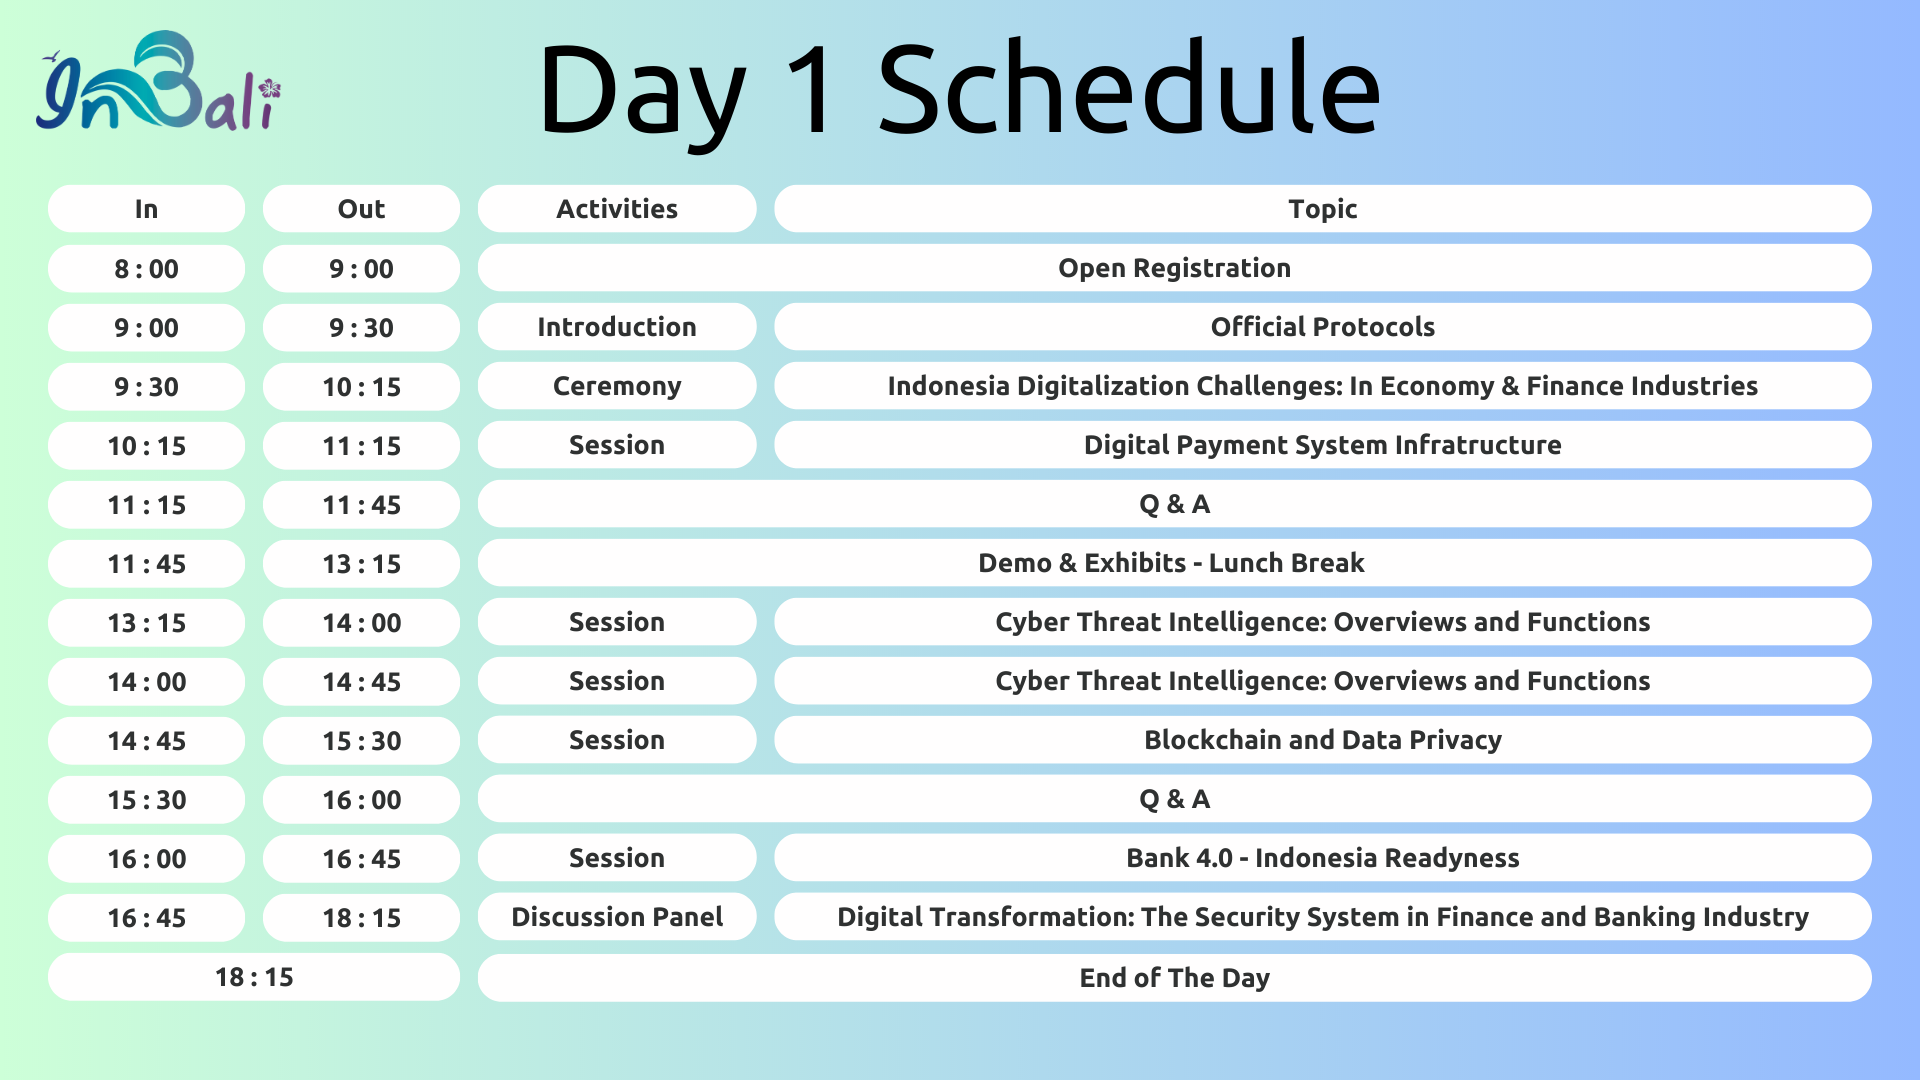 In Bali
Day 1 Schedule
In Out Activities Topic
8 : 00 9 : 00 Open Registration
9 : 00 9 : 30 Introduction Official Protocols
9 : 30 10 : 15 Ceremony Indonesia Digitalization Challenges: In Economy & Finance Industries
10 : 15 11 : 15 Session Digital Payment System Infratructure
11 : 15 11 : 45 Q & A
11 : 45 13 : 15 Demo & Exhibits - Lunch Break
13 : 15 14 : 00 Session Cyber Threat Intelligence: Overviews and Functions
14 : 00 14 : 45 Session Cyber Threat Intelligence: Overviews and Functions
14 : 45 15 : 30 Session Blockchain and Data Privacy
15 : 30 16 : 00 Q & A
16 : 00 16 : 45 Session Bank 4.0 - Indonesia Readyness
16 : 45 18 : 15 Discussion Panel Digital Transformation: The Security System in Finance and Banking Industry
18 : 15 End of The Day